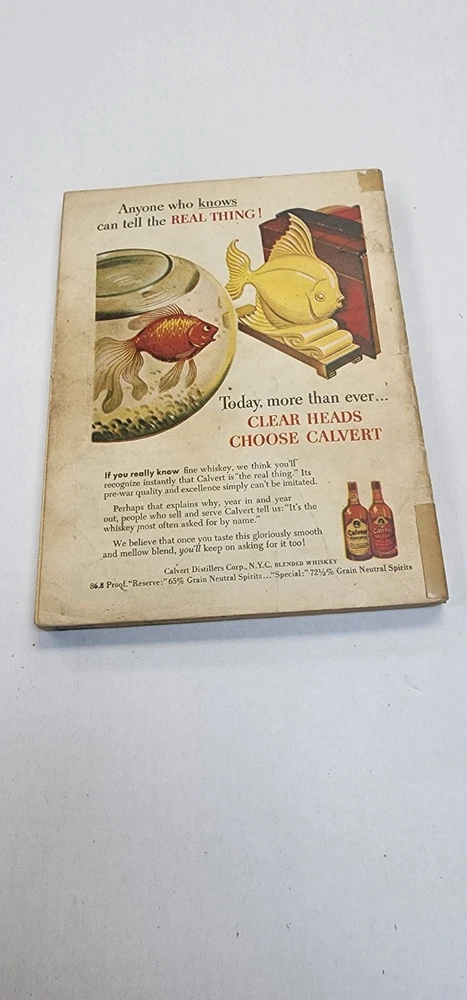 Anyone who knows
can tell the REAL THING!
Today, more than ever...
CLEAR HEADS
CHOOSE CALVERT
If you really know fine whiskey, we think you'll
recognize instantly that Calvert is "the real thing." Its
pre-war quality and excellence simply can't be imitated.
Perhaps that explains why, year in and year
out, people who sell and serve Calvert tell us: "It's the
whiskey most often asked for by name."
We believe that once you taste this gloriously smooth
and mellow blend, you'll keep on asking for it too!
Calvert
Calvert
Calvert Distillers Corp., N.Y.C. BLENDED WHISKEY
86.8 Proof. "Reserve:" 65% Grain Neutral Spirits..."Special:" 72½% Grain Neutral Spirits